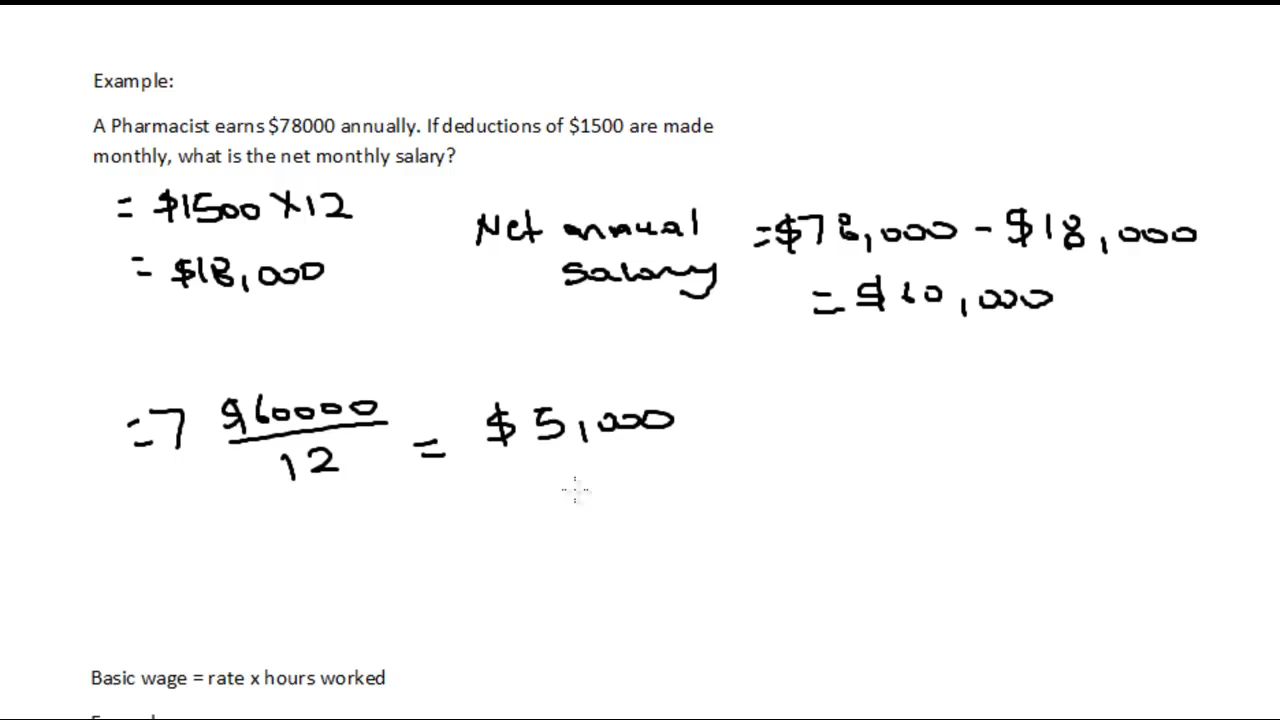 Example:
A Pharmacist earns $78000 annually. If deductions of $1500 are made
monthly, what is the net monthly salary?
= $1500 X 12
= $18,000
Net annual
salary
= $78,000 - $18,000
= $60,000
=7 $60000
12
= $5,000
Basic wage = rate x hours worked